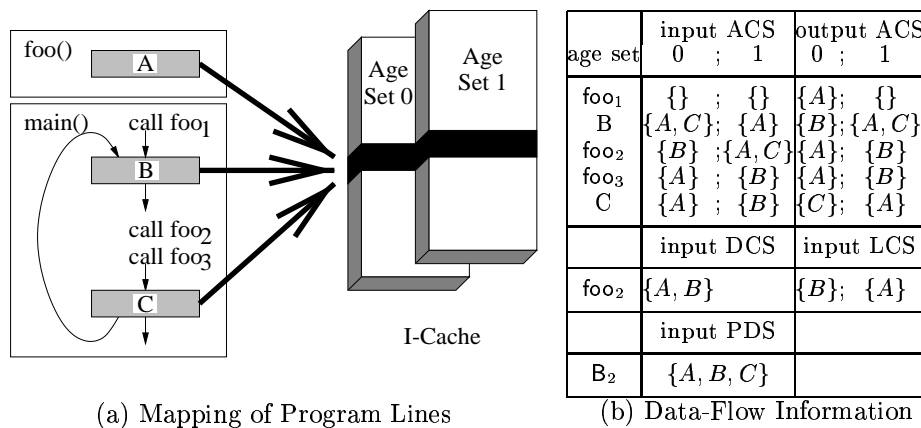 foo()
A
main()
call foo1
B
call foo2
call foo3
C
Age
Set 0
Age
Set 1
I-Cache
(a) Mapping of Program Lines
input ACS output ACS
age set 0 ; 1 0 ; 1
foo1 {} ; {} {A}; {}
B {A, C}; {A} {B}; {A, C}
foo2 {B} ;{A, C} {A}; {B}
foo3 {A} ; {B} {A}; {B}
C {A} ; {B} {C}; {A}
input DCS input LCS
foo2 {A, B} {B}; {A}
input PDS
B2 {A, B, C}
(b) Data-Flow Information